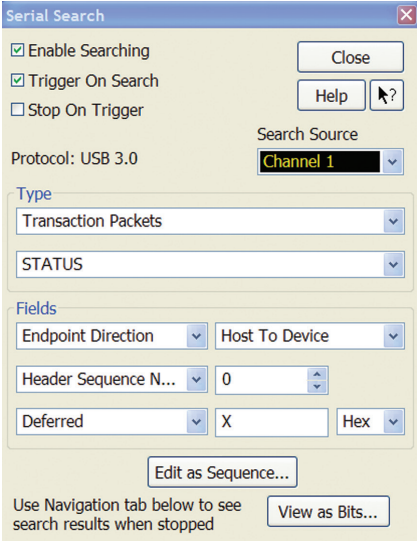 Serial Search
Enable Searching
Close
Trigger On Search
Help
?
Stop On Trigger
Search Source
Protocol: USB 3.0
Channel 1
Type
Transaction Packets
STATUS
Fields
Endpoint Direction
Host To Device
Header Sequence N...
0
Deferred
X
Hex
Edit as Sequence...
Use Navigation tab below to see
search results when stopped
View as Bits...